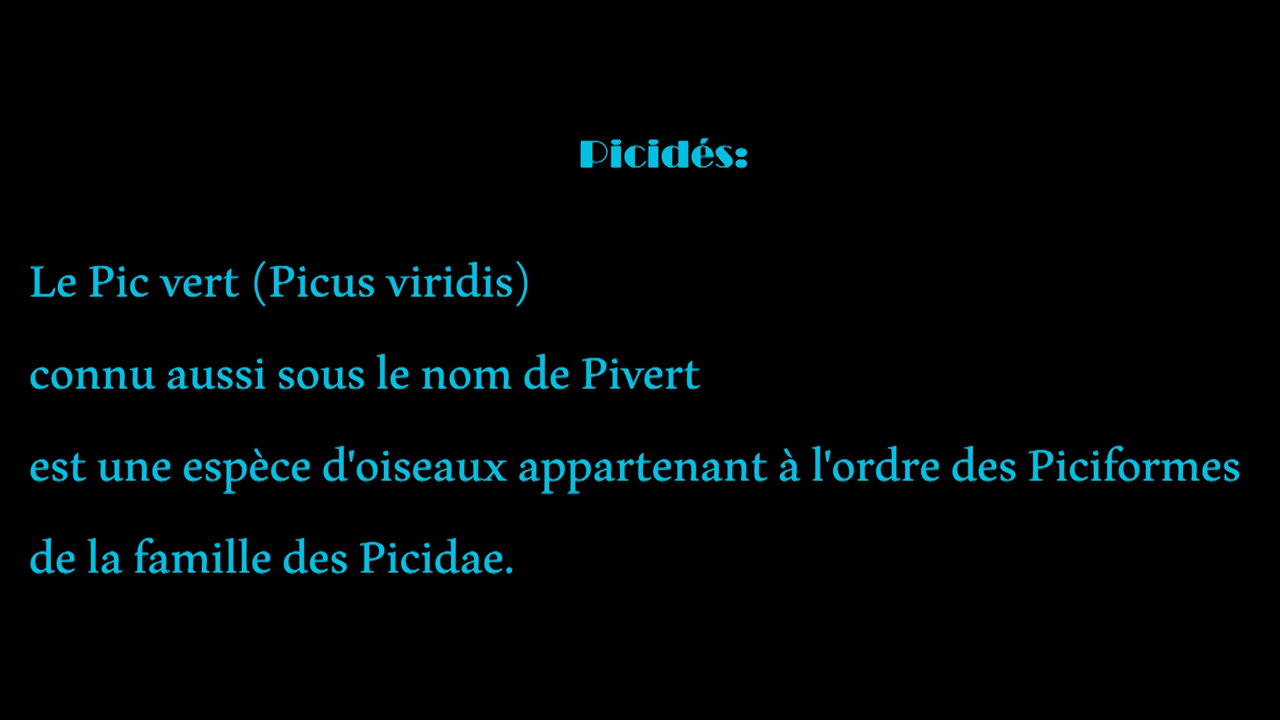 Picidés:
Le Pic vert (Picus viridis)
connu aussi sous le nom de Pivert
est une espèce d'oiseaux appartenant à l'ordre des Piciformes
de la famille des Picidae.